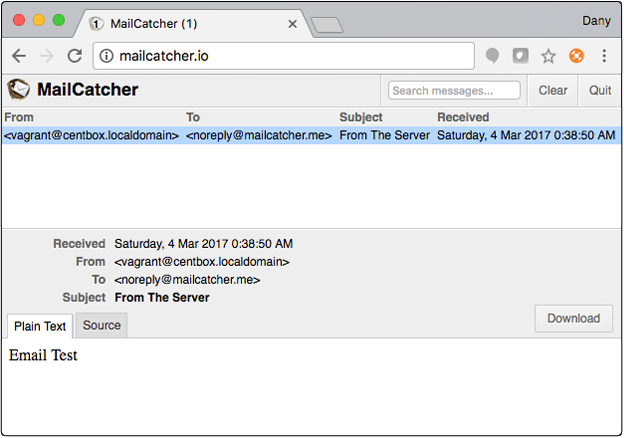 MailCatcher (1)
Dany
mailcatcher.io
MailCatcher
Search messages...
Clear
Quit
From To Subject Received
<vagrant@centbox.localdomain> <noreply@mailcatcher.me> From The Server Saturday, 4 Mar 2017 0:38:50 AM
Received Saturday, 4 Mar 2017 0:38:50 AM
From <vagrant@centbox.localdomain>
To <noreply@mailcatcher.me>
Subject From The Server
Plain Text Source Download
Email Test